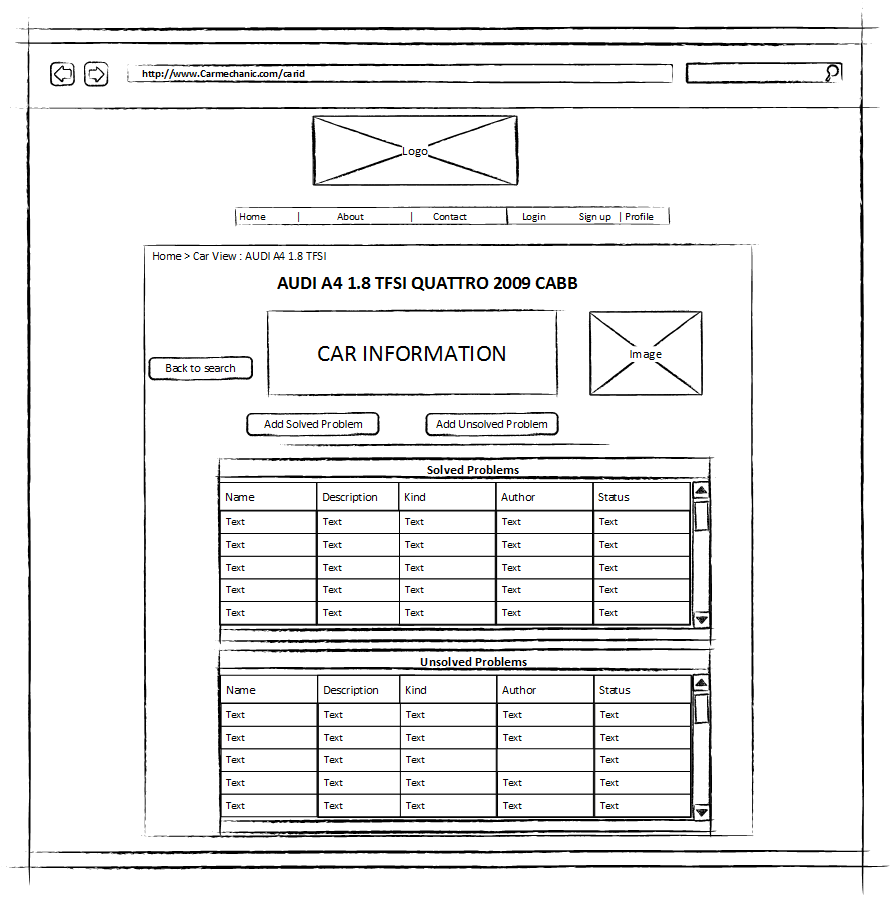 http://www.Carmechanic.com/carid
Logo
Home | About | Contact Login Sign up | Profile
Home > Car View : AUDI A4 1.8 TFSI
AUDI A4 1.8 TFSI QUATTRO 2009 CABB
CAR INFORMATION
Image
Back to search
Add Solved Problem Add Unsolved Problem
Solved Problems
Name Description Kind Author Status
Text Text Text Text Text
Text Text Text Text Text
Text Text Text Text Text
Text Text Text Text Text
Text Text Text Text Text
Unsolved Problems
Name Description Kind Author Status
Text Text Text Text Text
Text Text Text Text Text
Text Text Text Text
Text Text Text Text Text
Text Text Text Text Text